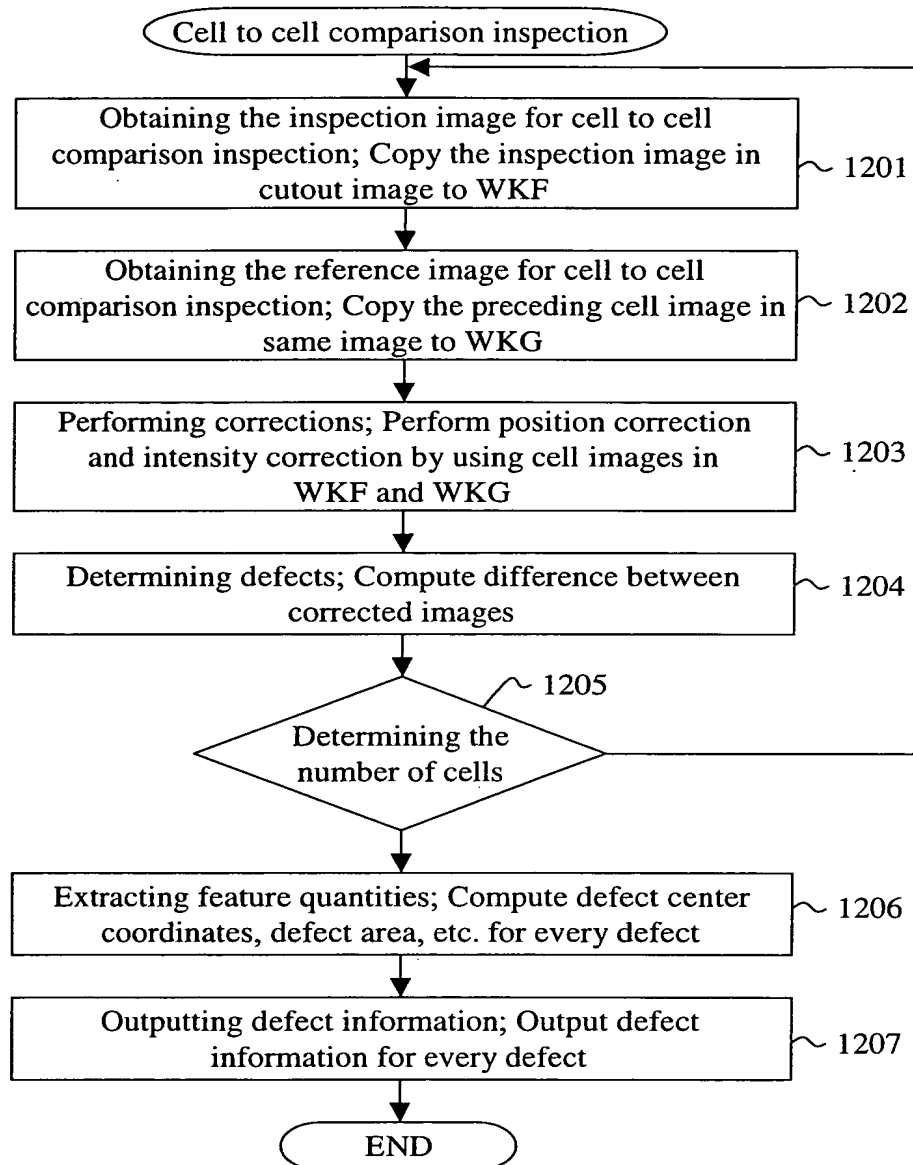 Cell to cell comparison inspection
Obtaining the inspection image for cell to cell
comparison inspection; Copy the inspection image in
cutout image to WKF
1201
Obtaining the reference image for cell to cell
comparison inspection; Copy the preceding cell image in
same image to WKG
1202
Performing corrections; Perform position correction
and intensity correction by using cell images in
WKF and WKG
1203
Determining defects; Compute difference between
corrected images
1204
1205
Determining the
number of cells
Extracting feature quantities; Compute defect center
coordinates, defect area, etc. for every defect
1206
Outputting defect information; Output defect
information for every defect
1207
END